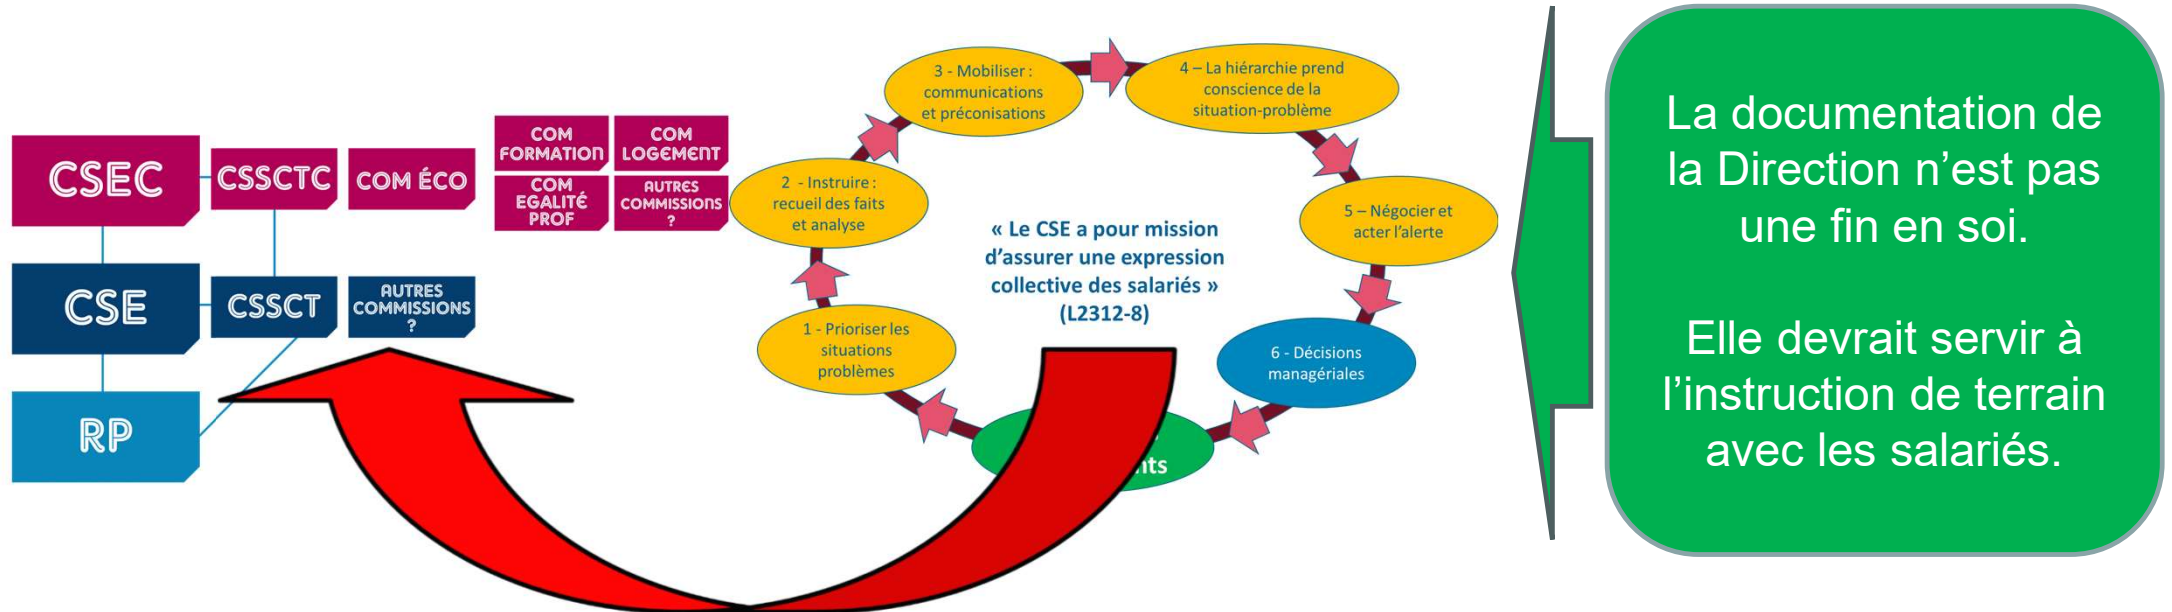 CSEC
CSSCTC
COM ÉCO
COM
FORMATION
COM
LOGEMENT
COM
EGALITÉ
PROF
AUTRES
COMMISSIONS
?
CSE
CSSCT
AUTRES
COMMISSIONS
?
RP
1 - Prioriser les
situations
problèmes
2 - Instruire :
recueil des faits
et analyse
3 - Mobiliser :
communications
et préconisations
4 – La hiérarchie prend
conscience de la
situation-problème
5 – Négocier et
acter l’alerte
6 - Décisions
managériales
« Le CSE a pour mission
d’assurer une expression
collective des salariés »
(L2312-8)
La documentation de
la Direction n’est pas
une fin en soi.
Elle devrait servir à
l’instruction de terrain
avec les salariés.